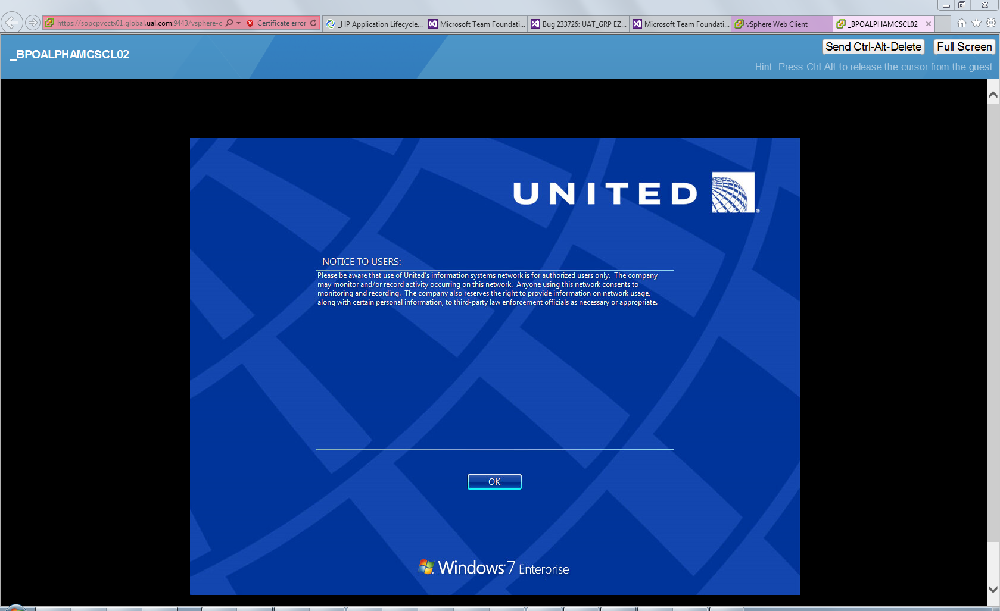 https://sopcpvcctx01.global.ual.com:9443/vsphere-c
Certificate error
_HP Application Lifecycle...
Microsoft Team Foundati...
Bug 233726: UAT_GRP EZ...
Microsoft Team Foundati...
vSphere Web Client
_BPOALPHAMCSCL02
_BPOALPHAMCSCL02
Send Ctrl-Alt-Delete
Full Screen
Hint: Press Ctrl-Alt to release the cursor from the guest.
UNITED
NOTICE TO USERS:
Please be aware that use of United's information systems network is for authorized users only.  The company
may monitor and/or record activity occurring on this network.  Anyone using this network consents to
monitoring and recording.  The company also reserves the right to provide information on network usage,
along with certain personal information, to third-party law enforcement officials as necessary or appropriate.
OK
Windows 7 Enterprise